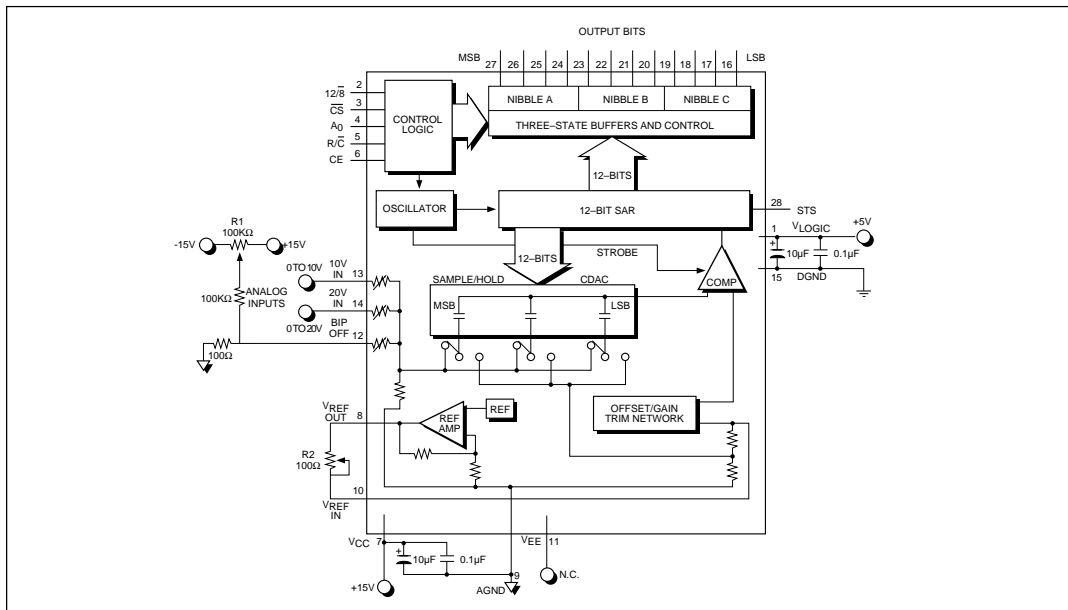 OUTPUT BITS
MSB LSB
27 26 25 24 23 22 21 20 19 18 17 16
NIBBLE A NIBBLE B NIBBLE C
THREE–STATE BUFFERS AND CONTROL
2
12/8̅
3
C̅S̅
4
A0
5
R/C̅
6
CE
CONTROL
LOGIC
12–BITS
OSCILLATOR
12–BIT SAR
28
STS
12–BITS
STROBE
COMP
1
VLOGIC
+5V
10µF
0.1µF
15
DGND
R1
100KΩ
-15V
+15V
10V
IN
13
0 TO 10V
100KΩ
ANALOG
INPUTS
20V
IN
14
0 TO 20V
BIP
OFF
12
100Ω
SAMPLE/HOLD CDAC
MSB LSB
VREF
OUT
8
REF
AMP
REF
OFFSET/GAIN
TRIM NETWORK
R2
100Ω
10
VREF
IN
VCC
7
10µF
0.1µF
+15V
9
AGND
VEE
11
N.C.